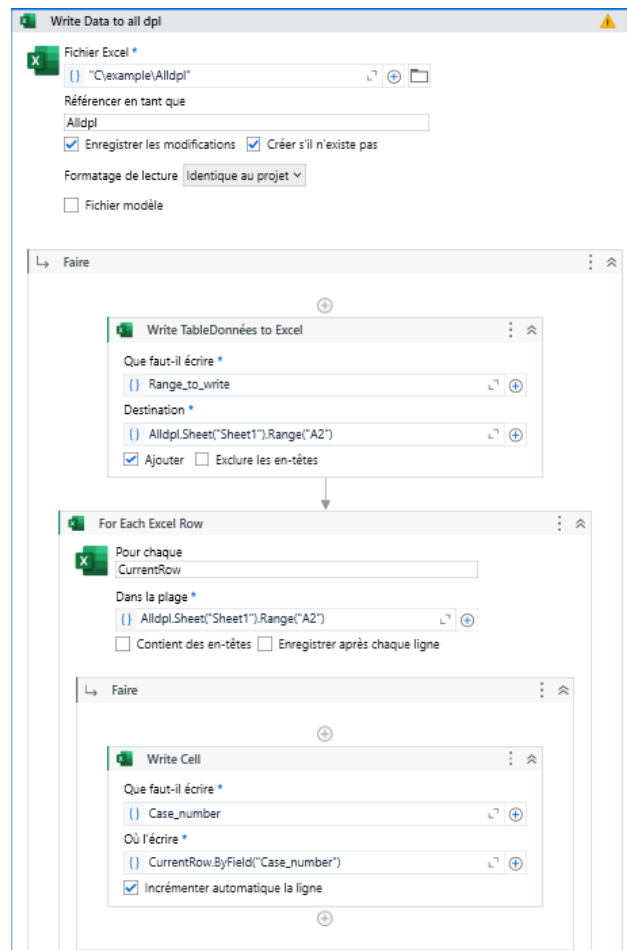 Write Data to all dpl
Fichier Excel *
{} "C\example\Alldpl"
Référencer en tant que
Alldpl
Enregistrer les modifications Créer s'il n'existe pas
Formatage de lecture Identique au projet
Fichier modèle
Faire
Write TableDonnées to Excel
Que faut-il écrire *
{} Range_to_write
Destination *
{} Alldpl.Sheet("Sheet1").Range("A2")
Ajouter Exclure les en-têtes
For Each Excel Row
Pour chaque
CurrentRow
Dans la plage *
{} Alldpl.Sheet("Sheet1").Range("A2")
Contient des en-têtes Enregistrer après chaque ligne
Faire
Write Cell
Que faut-il écrire *
{} Case_number
Où l'écrire *
{} CurrentRow.ByField("Case_number")
Incrémenter automatique la ligne